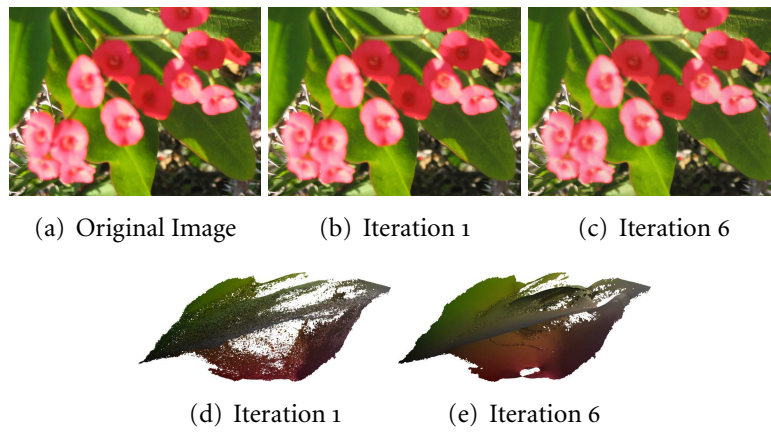 (a) Original Image
(b) Iteration 1
(c) Iteration 6
(d) Iteration 1
(e) Iteration 6